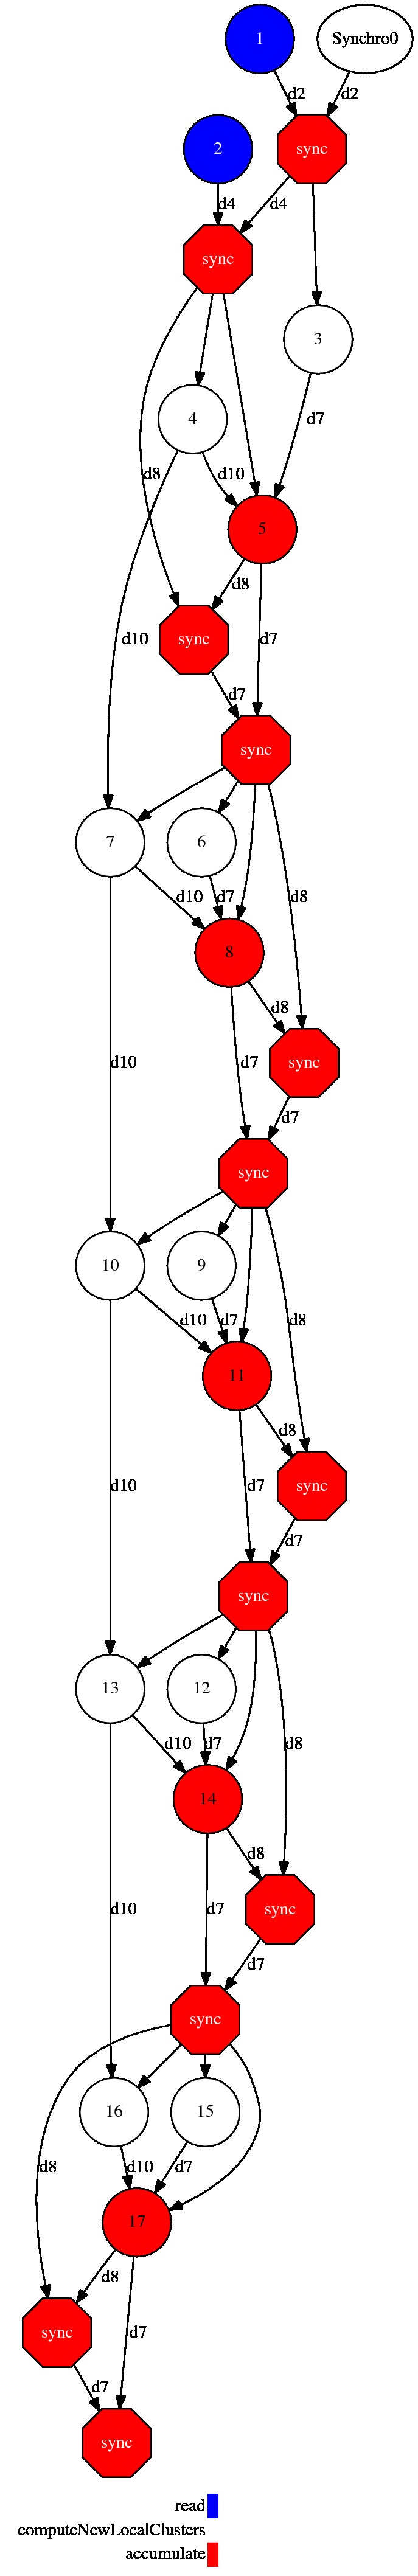 1 Synchro0
d2 d2
sync
2
d4 d4
sync
3
4
d7
d8 d10
5
d8
d10 sync d7
d7
sync
7 6
d10 d7 d8
8
d8
d10 d7 sync
d7
sync
10 9
d10 d7 d8
11
d8
d10 d7 sync
d7
sync
13 12
d10 d7 d8
14
d8
d10 d7 sync
d7
sync
16 15
d8 d10 d7
17
d8
sync d7
d7
sync
read
computeNewLocalClusters
accumulate